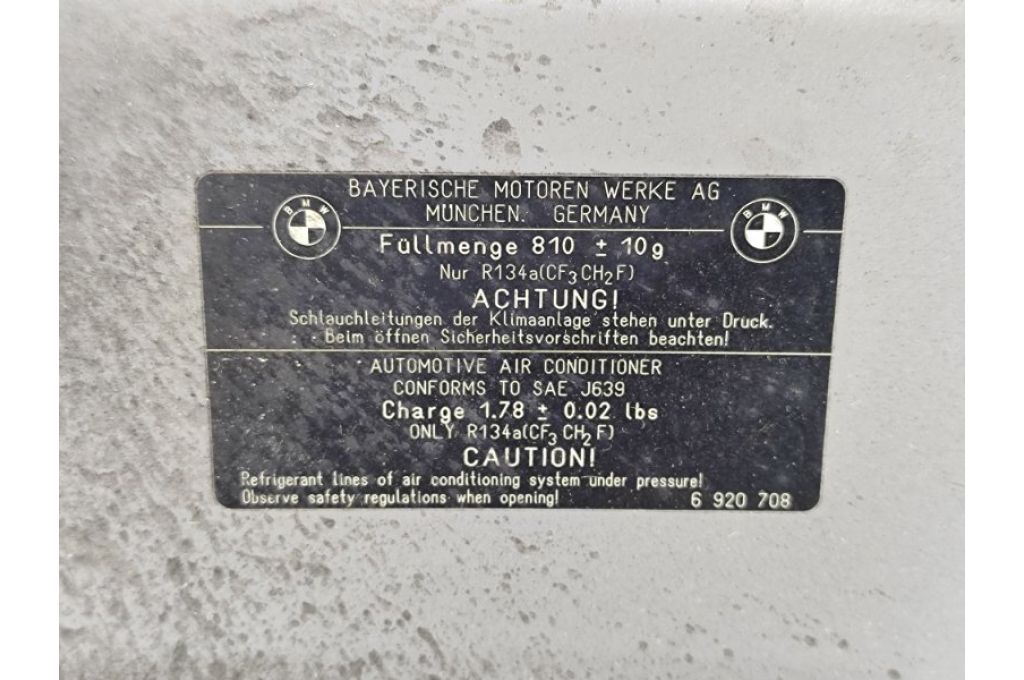 BAYERISCHE MOTOREN WERKE AG
MÜNCHEN. GERMANY
BMW
BMW
Füllmenge 810 ± 10g
Nur R134a(CF₃CH₂F)
ACHTUNG!
Schlauchleitungen der Klimaanlage stehen unter Druck.
Beim öffnen Sicherheitsvorschriften beachten!
AUTOMOTIVE AIR CONDITIONER
CONFORMS TO SAE J639
Charge 1.78 ± 0.02 lbs
ONLY R134a(CF₃CH₂F)
CAUTION!
Refrigerant lines of air conditioning system under pressure!
Observe safety regulations when opening!
6 920 708